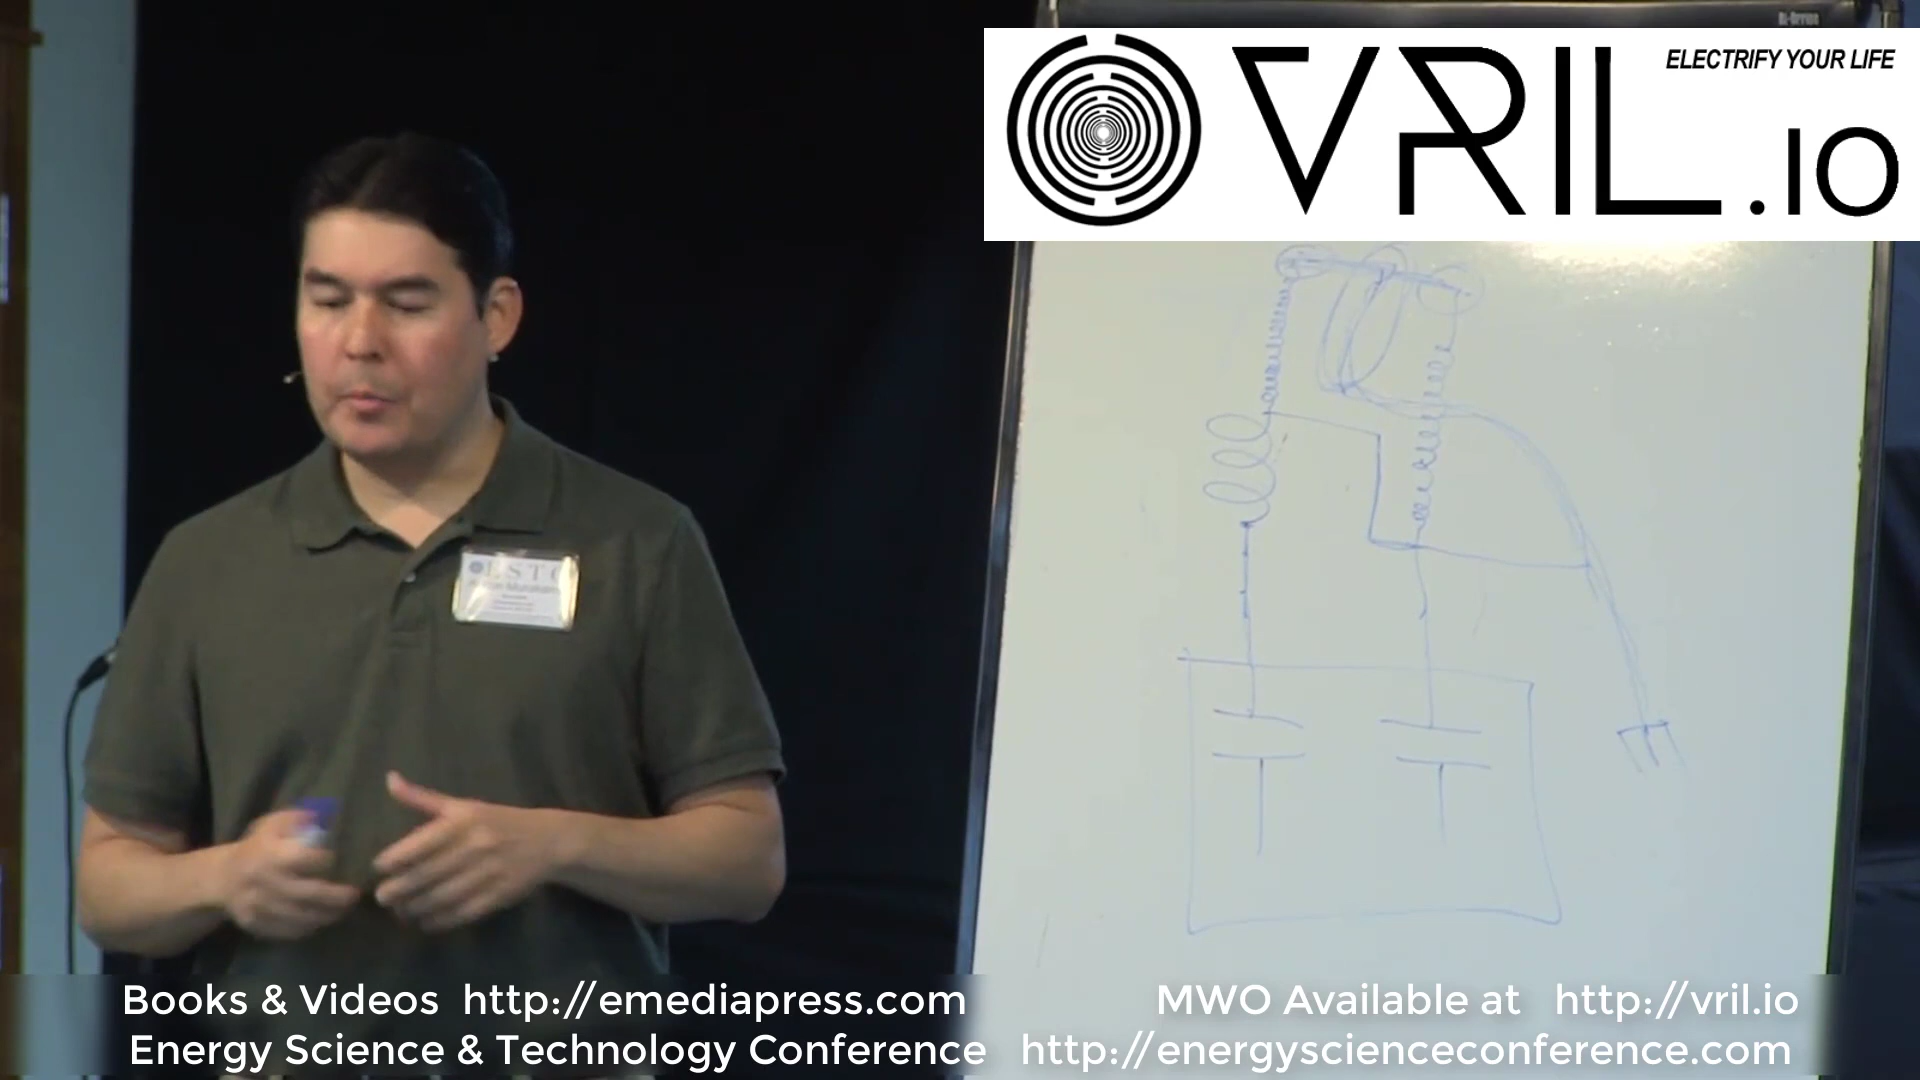 ELECTRIFY YOUR LIFE
VRIL.IO
ESTC
Books & Videos http://emediapress.com
MWO Available at http://vril.io
Energy Science & Technology Conference http://energyscienceconference.com